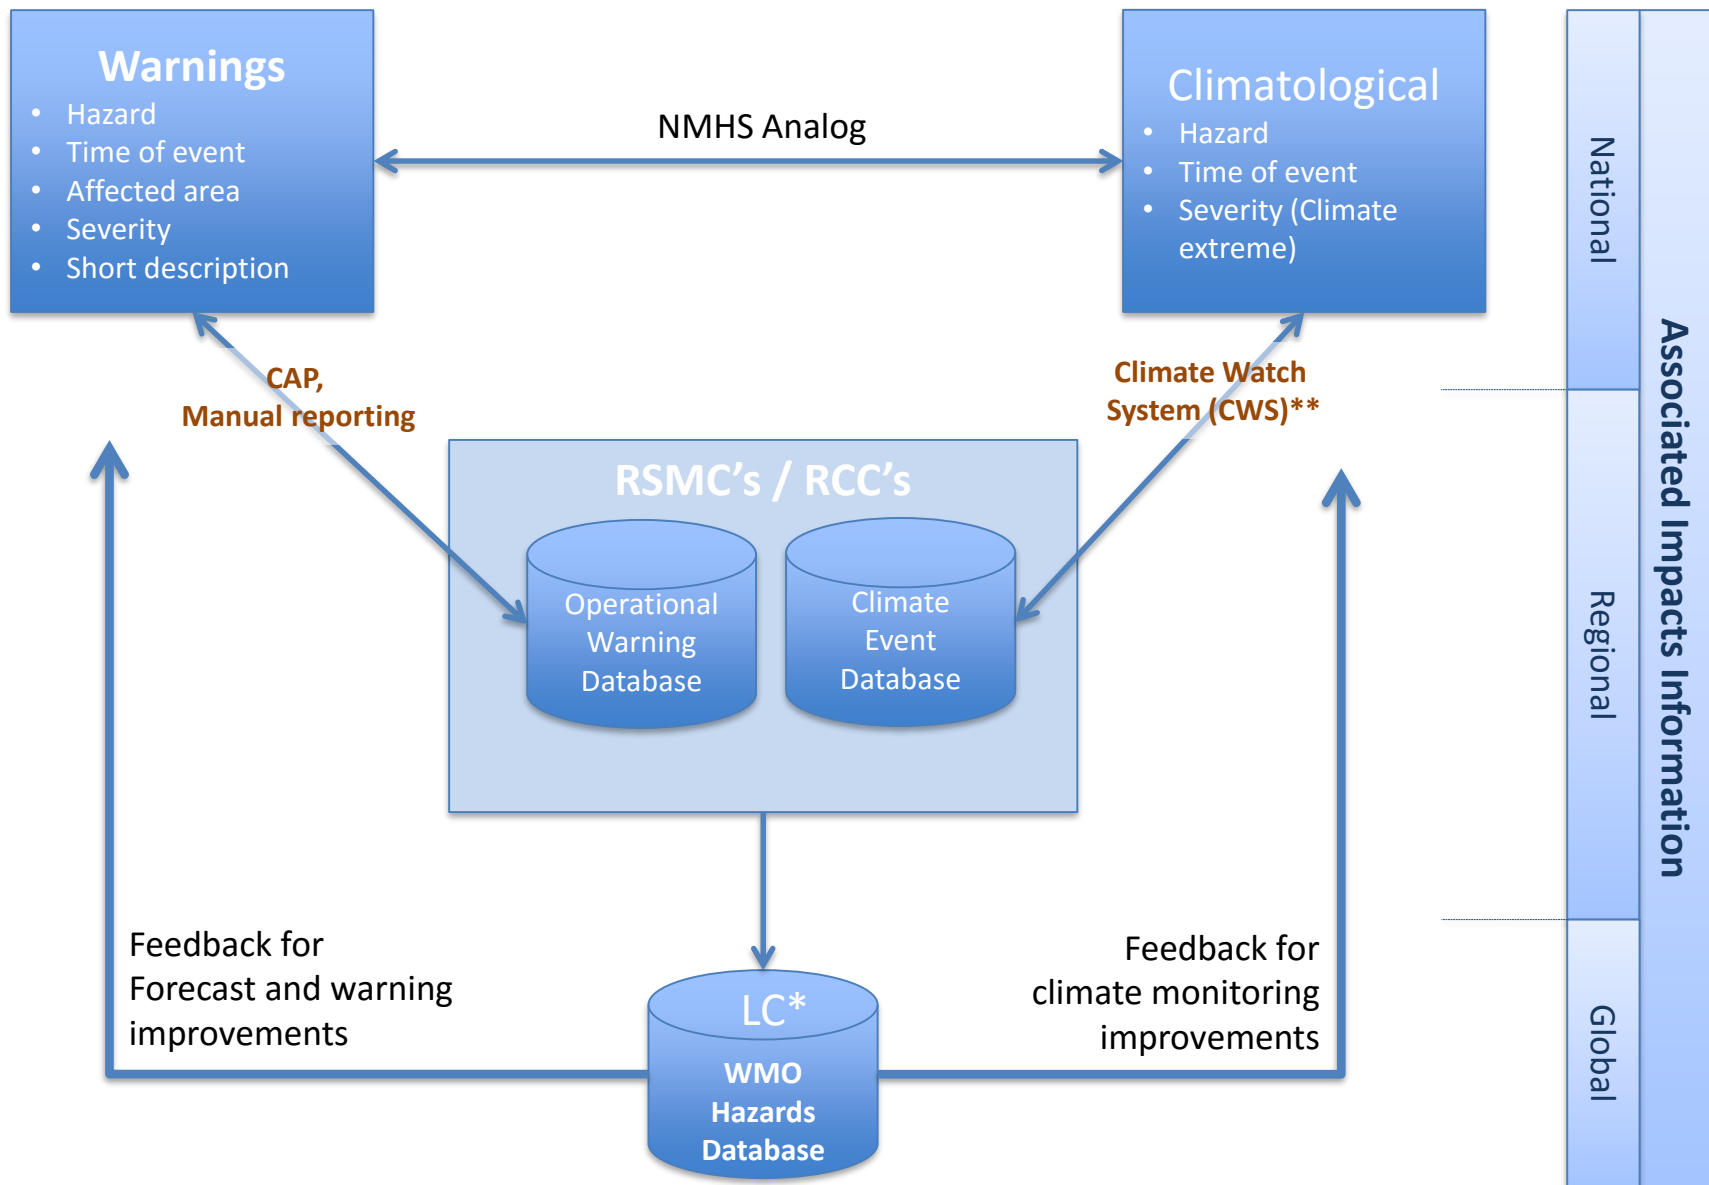 Warnings
• Hazard
• Time of event
• Affected area
• Severity
• Short description
NMHS Analog
Climatological
• Hazard
• Time of event
• Severity (Climate
extreme)
CAP,
Manual reporting
Climate Watch
System (CWS)**
RSMC’s / RCC’s
Operational
Warning
Database
Climate
Event
Database
Feedback for
Forecast and warning
improvements
Feedback for
climate monitoring
improvements
LC*
WMO
Hazards
Database
National
Regional
Global
Associated Impacts Information